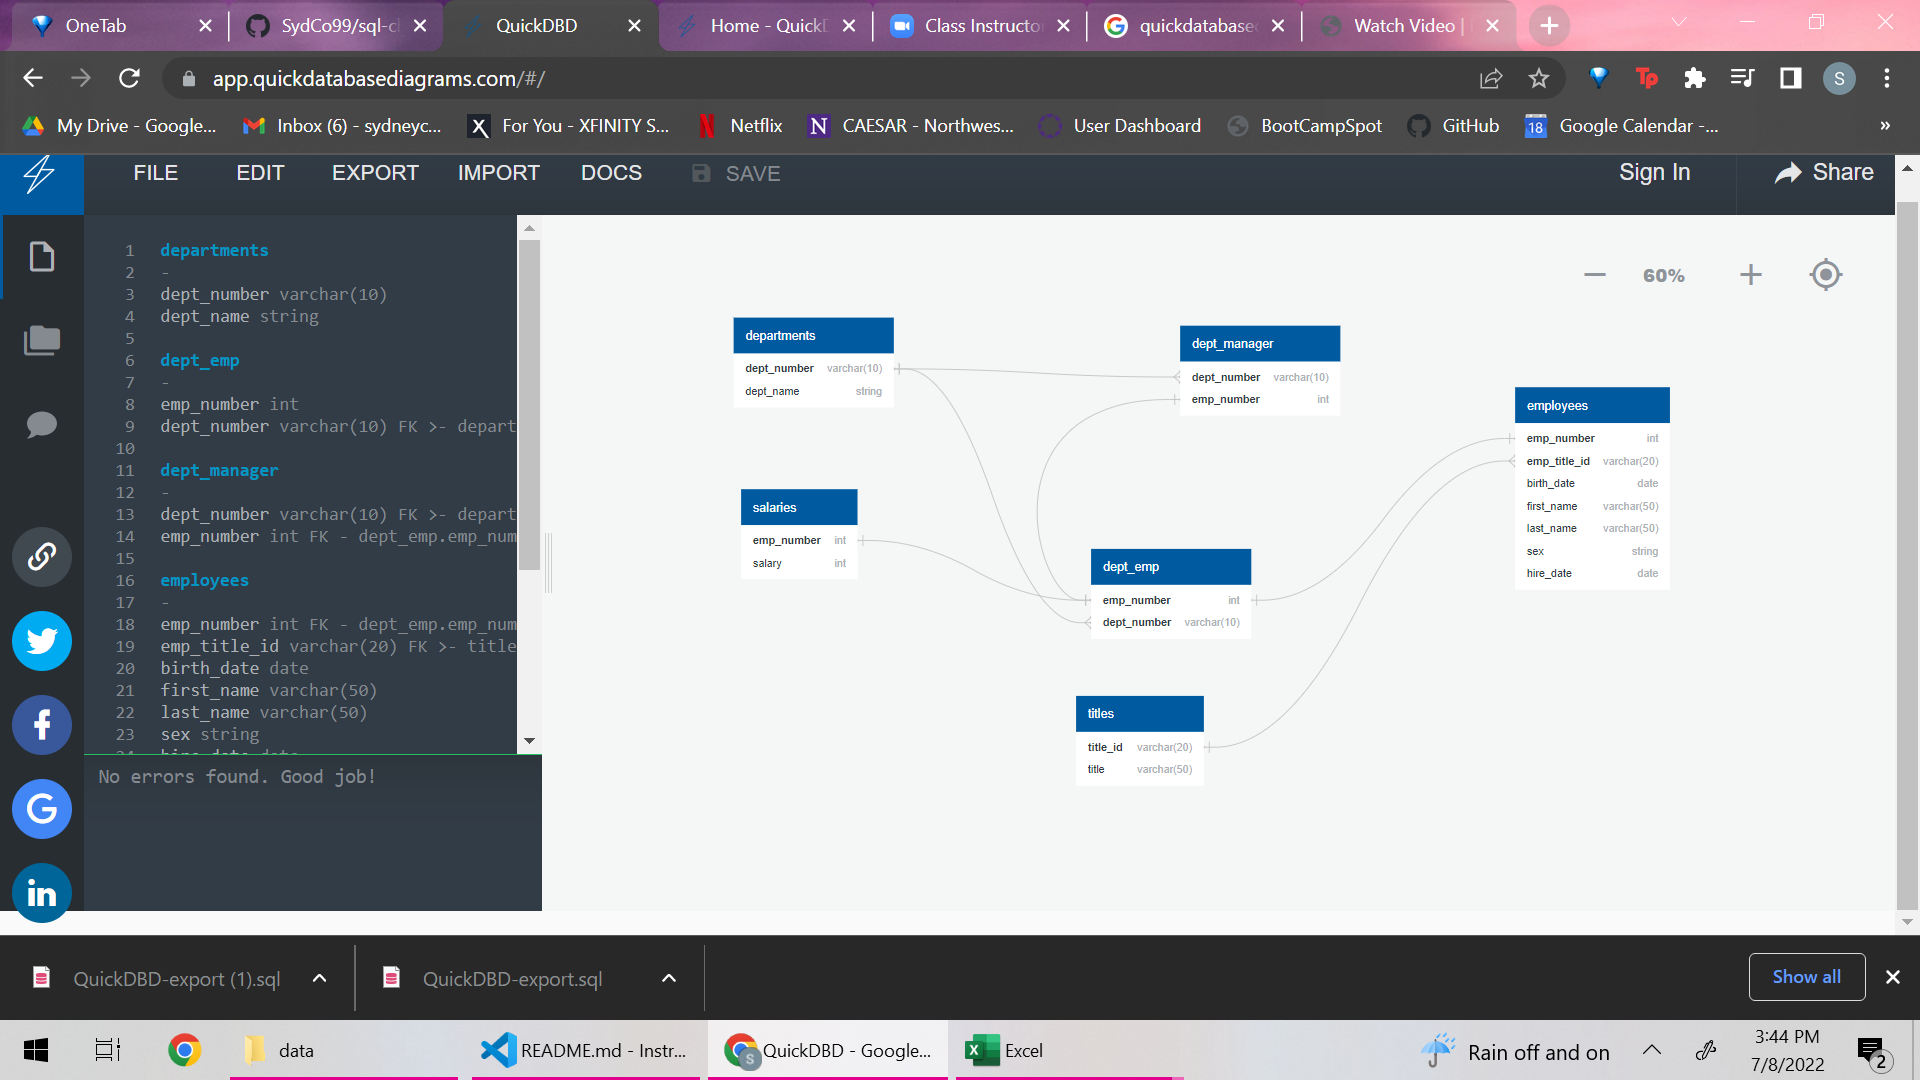 OneTab
SydCo99/sql-c
QuickDBD
Home - QuickD
Class Instructo
quickdatabase
Watch Video |
app.quickdatabasediagrams.com/#/
S
My Drive - Google...
Inbox (6) - sydneyc...
For You - XFINITY S...
Netflix
CAESAR - Northwes...
User Dashboard
BootCampSpot
GitHub
18
Google Calendar -...
»
FILE
EDIT
EXPORT
IMPORT
DOCS
SAVE
Sign In
Share
1 departments
2 -
3 dept_number varchar(10)
4 dept_name string
5
6 dept_emp
7 -
8 emp_number int
9 dept_number varchar(10) FK >- depart
10
11 dept_manager
12 -
13 dept_number varchar(10) FK >- depart
14 emp_number int FK - dept_emp.emp_num
15
16 employees
17 -
18 emp_number int FK - dept_emp.emp_num
19 emp_title_id varchar(20) FK >- title
20 birth_date date
21 first_name varchar(50)
22 last_name varchar(50)
23 sex string
No errors found. Good job!
60%
departments
dept_number varchar(10)
dept_name string
dept_manager
dept_number varchar(10)
emp_number int
employees
emp_number int
emp_title_id varchar(20)
birth_date date
first_name varchar(50)
last_name varchar(50)
sex string
hire_date date
salaries
emp_number int
salary int
dept_emp
emp_number int
dept_number varchar(10)
titles
title_id varchar(20)
title varchar(50)
QuickDBD-export (1).sql
QuickDBD-export.sql
Show all
data
README.md - Instr...
QuickDBD - Google...
Excel
Rain off and on
3:44 PM
7/8/2022
2